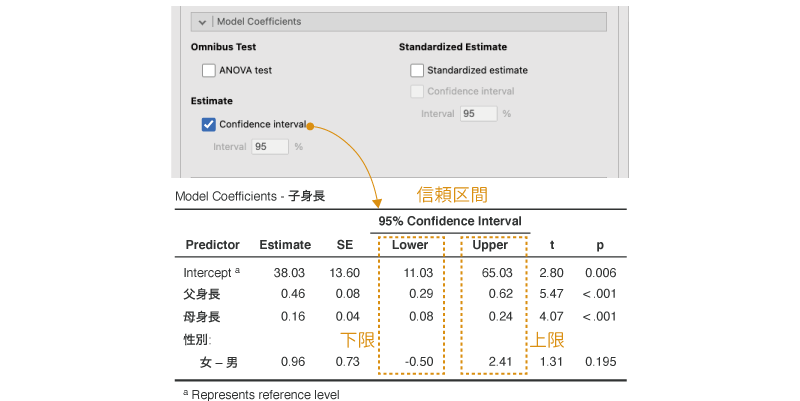 Model Coefficients
Omnibus Test Standardized Estimate
ANOVA test Standardized estimate
Confidence interval
Estimate Interval 95 %
Confidence interval
Interval 95 %
Model Coefficients - 子身長 信頼区間
95% Confidence Interval
Predictor Estimate SE Lower Upper t p
Intercept a 38.03 13.60 11.03 65.03 2.80 0.006
父身長 0.46 0.08 0.29 0.62 5.47 < .001
母身長 0.16 0.04 0.08 0.24 4.07 < .001
性別: 下限 上限
女 – 男 0.96 0.73 -0.50 2.41 1.31 0.195
a Represents reference level